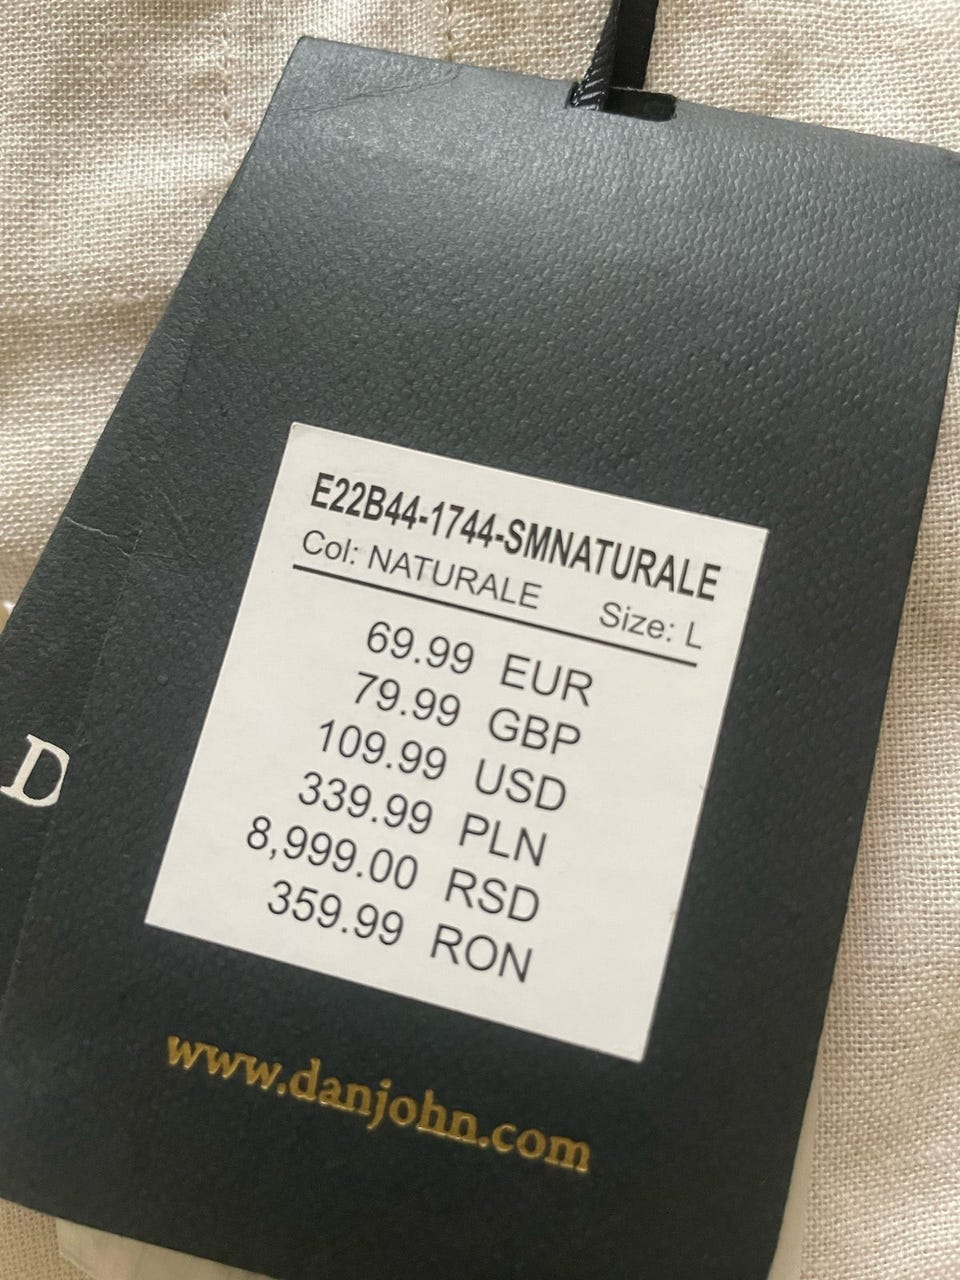 E22B44-1744-SMNATURALE
Col: NATURALE Size: L
69.99 EUR
79.99 GBP
109.99 USD
339.99 PLN
8,999.00 RSD
359.99 RON
D
www.danjohn.com